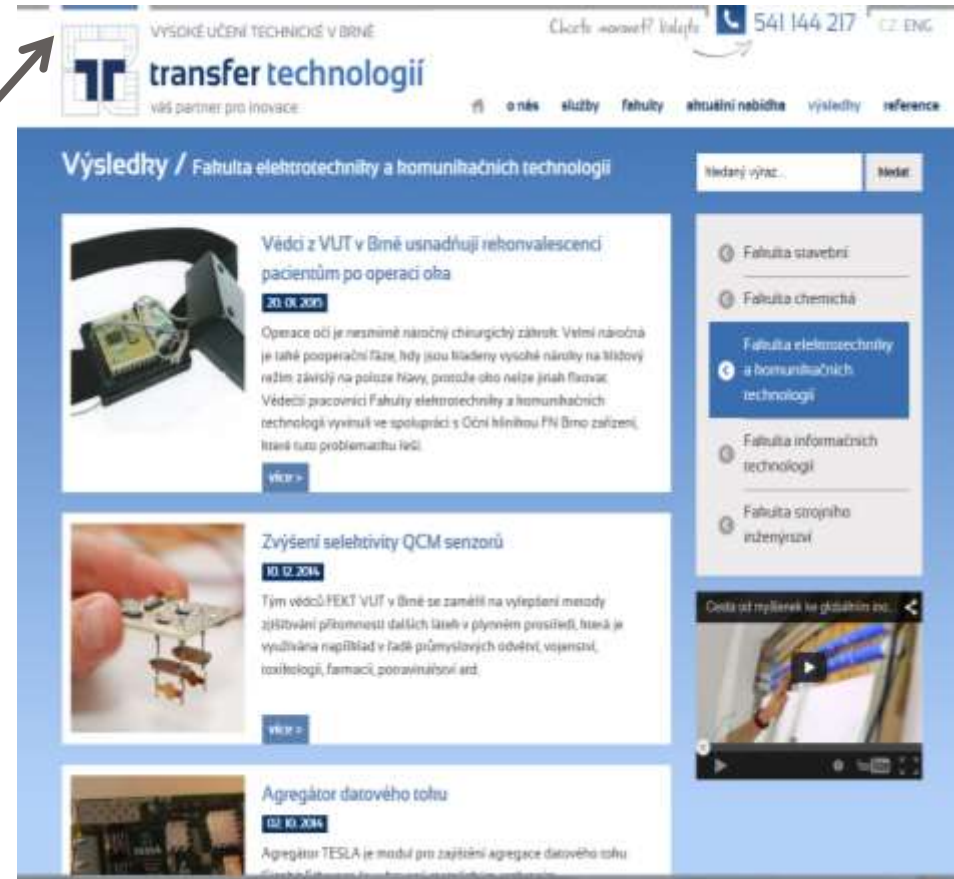 VYSOKÉ UČENÍ TECHNICKÉ V BRNĚ
transfer technologií
váš partner pro inovace
541 144 217
CZ ENG
o nás služby fakulty aktuální nabídka výsledky reference
Výsledky / Fakulta elektrotechniky a komunikačních technologií
hledaný výraz...
hledat
Vědci z VUT v Brně usnadňují rekonvalescenci
pacientům po operaci oka
20. 01. 2015
Operace očí je nesmírně náročný chirurgický zákrok. Velmi náročná
je také pooperační fáze, kdy jsou kladeny vysoké nároky na klidový
režim závislý na poloze hlavy, protože oko nelze jinak fixovat.
Vědečtí pracovníci Fakulty elektrotechniky a komunikačních
technologií vyvinuli ve spolupráci s Oční klinikou FN Brno zařízení,
které tuto problematiku řeší.
více >
Zvýšení selektivity QCM senzorů
10. 12. 2014
Tým vědců FEKT VUT v Brně se zaměřil na vylepšení metody
zjišťování přítomnosti dalších látek v plynném prostředí, která je
využívána například v řadě průmyslových odvětví, vojenství,
toxikologii, farmacii, potravinářství atd.
více >
Agregátor datového toku
02. 10. 2014
Agregátor TESLA je modul pro zajištění agregace datového toku
Fakulta stavební
Fakulta chemická
Fakulta elektrotechniky
a komunikačních
technologií
Fakulta informačních
technologií
Fakulta strojního
inženýrství
Cesta od myšlenek ke globálním ino...
YouTube